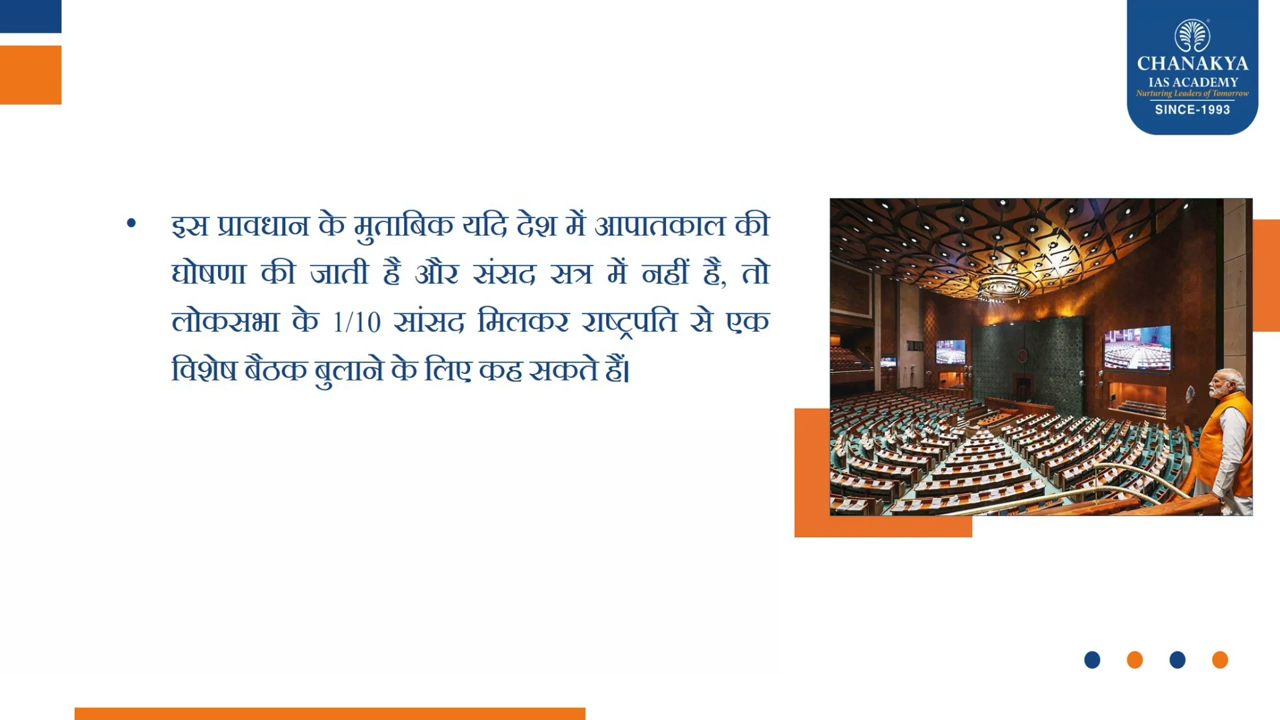 CHANAKYA
IAS ACADEMY
Nurturing Leaders of Tomorrow
SINCE-1993
• इस प्रावधान के मुताबिक यदि देश में आपातकाल की
घोषणा की जाती है और संसद सत्र में नहीं है, तो
लोकसभा के 1/10 सांसद मिलकर राष्ट्रपति से एक
विशेष बैठक बुलाने के लिए कह सकते हैं।